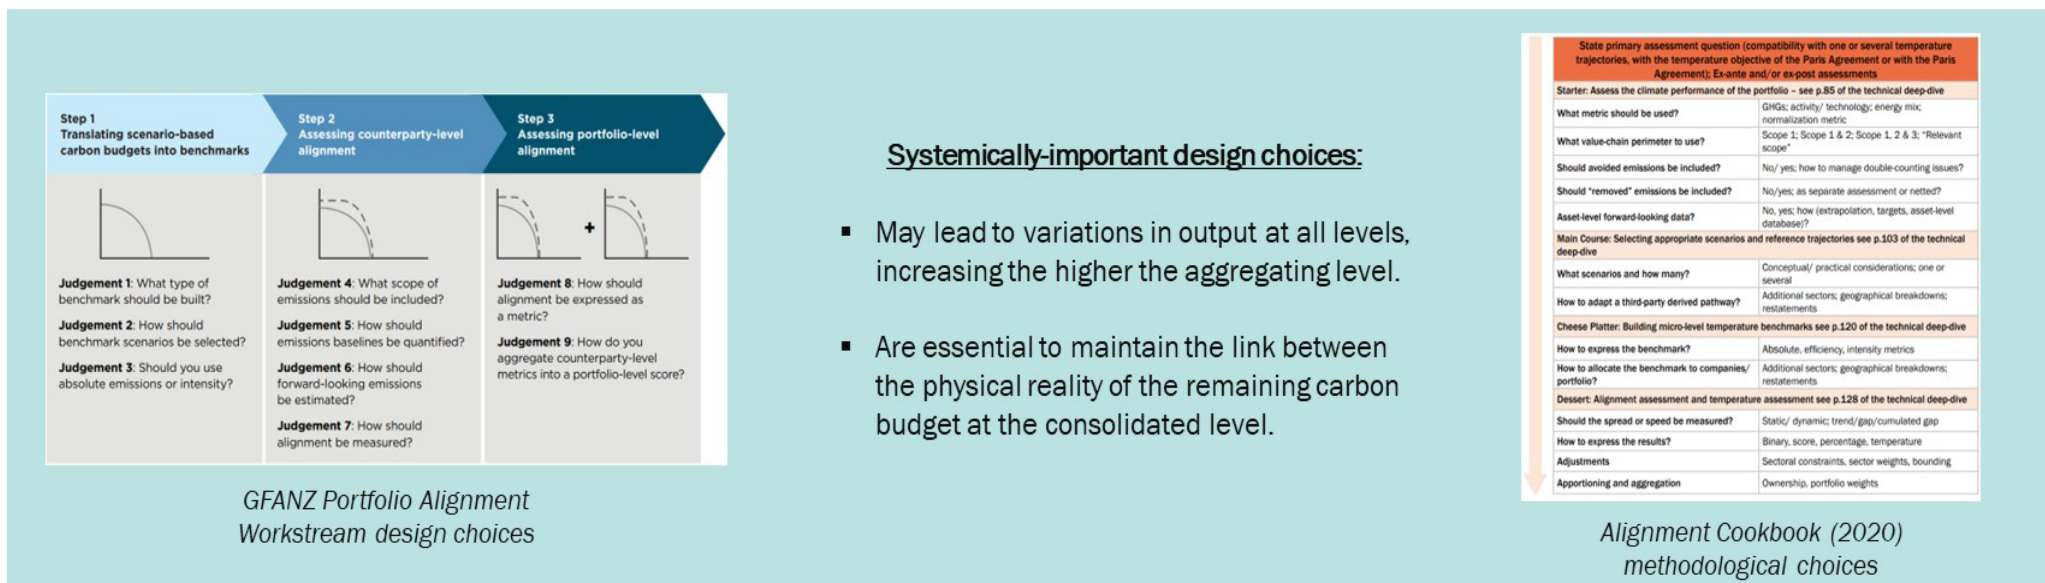 Step 1
Translating scenario-based
carbon budgets into benchmarks
Judgement 1: What type of
benchmark should be built?
Judgement 2: How should
benchmark scenarios be selected?
Judgement 3: Should you use
absolute emissions or intensity?
Step 2
Assessing counterparty-level
alignment
Judgement 4: What scope of
emissions should be included?
Judgement 5: How should
emissions baselines be quantified?
Judgement 6: How should
forward-looking emissions
be estimated?
Judgement 7: How should
alignment be measured?
Step 3
Assessing portfolio-level
alignment
+
Judgement 8: How should
alignment be expressed as
a metric?
Judgement 9: How do you
aggregate counterparty-level
metrics into a portfolio-level score?
GFANZ Portfolio Alignment
Workstream design choices
Systemically-important design choices:
▪ May lead to variations in output at all levels,
increasing the higher the aggregating level.
▪ Are essential to maintain the link between
the physical reality of the remaining carbon
budget at the consolidated level.
State primary assessment question (compatibility with one or several temperature
trajectories, with the temperature objective of the Paris Agreement or with the Paris
Agreement); Ex-ante and/or ex-post assessments
Starter: Assess the climate performance of the portfolio – see p.85 of the technical deep-dive
What metric should be used?
GHGs; activity/ technology; energy mix;
normalization metric
What value-chain perimeter to use?
Scope 1; Scope 1 & 2; Scope 1, 2 & 3; "Relevant
scope"
Should avoided emissions be included?
No/ yes; how to manage double-counting issues?
Should "removed" emissions be included?
No/yes; as separate assessment or netted?
Asset-level forward-looking data?
No, yes; how (extrapolation, targets, asset-level
database)?
Main Course: Selecting appropriate scenarios and reference trajectories see p.103 of the technical
deep-dive
What scenarios and how many?
Conceptual/ practical considerations; one or
several
How to adapt a third-party derived pathway?
Additional sectors; geographical breakdowns;
restatements
Cheese Platter: Building micro-level temperature benchmarks see p.120 of the technical deep-dive
How to express the benchmark?
Absolute, efficiency, intensity metrics
How to allocate the benchmark to companies/
portfolio?
Additional sectors; geographical breakdowns;
restatements
Dessert: Alignment assessment and temperature assessment see p.128 of the technical deep-dive
Should the spread or speed be measured?
Static/ dynamic; trend/gap/cumulated gap
How to express the results?
Binary, score, percentage, temperature
Adjustments
Sectoral constraints, sector weights, bounding
Apportioning and aggregation
Ownership, portfolio weights
Alignment Cookbook (2020)
methodological choices